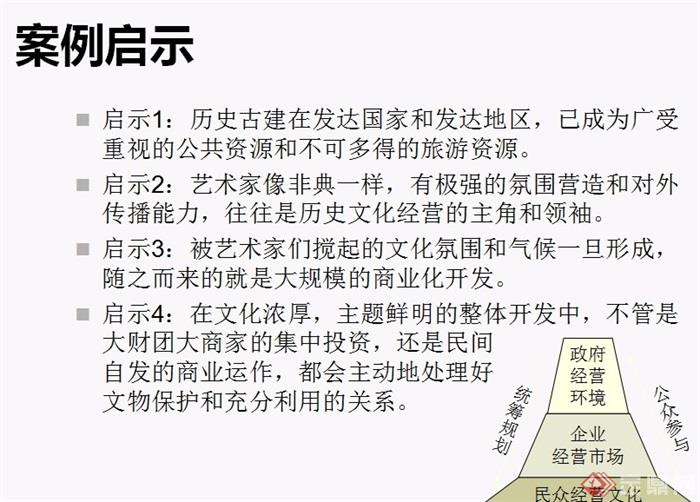 案例启示
启示1：历史古建在发达国家和发达地区，已成为广受
重视的公共资源和不可多得的旅游资源。
启示2：艺术家像非典一样，有极强的氛围营造和对外
传播能力，往往是历史文化经营的主角和领袖。
启示3：被艺术家们搅起的文化氛围和气候一旦形成，
随之而来的就是大规模的商业化开发。
启示4：在文化浓厚，主题鲜明的整体开发中，不管是
大财团大商家的集中投资，还是民间
自发的商业运作，都会主动地处理好
文物保护和充分利用的关系。
政府
经营
环境
统筹规划
公众参与
企业
经营市场
民众经营文化